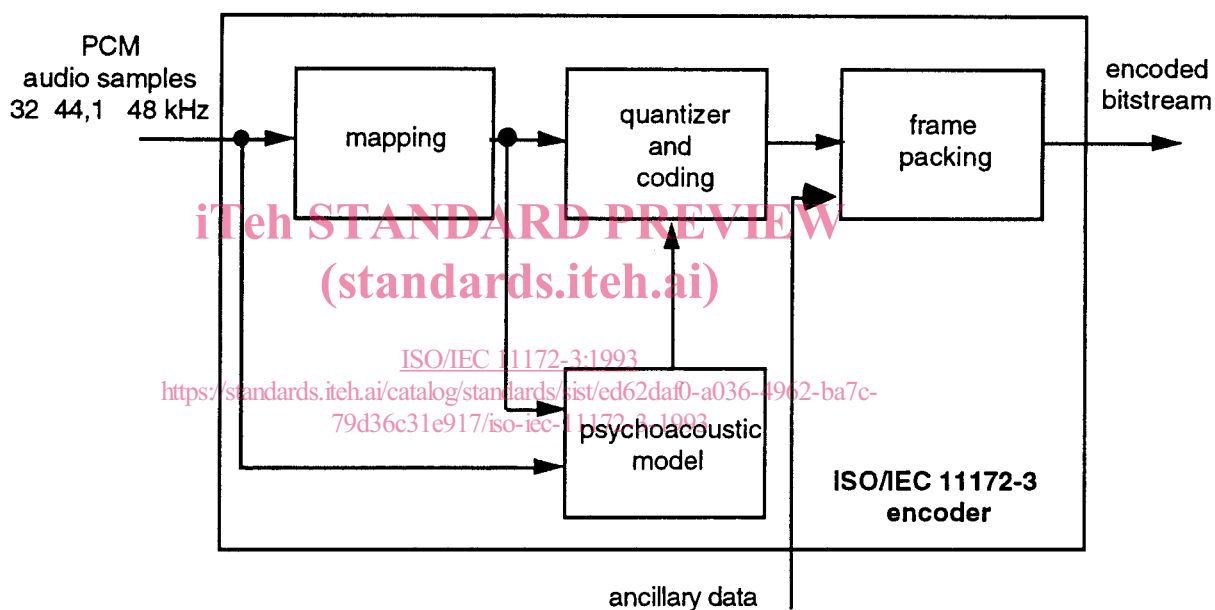 PCM
audio samples
32 44,1 48 kHz
mapping
quantizer
and
coding
frame
packing
encoded
bitstream
iTeh STANDARD PREVIEW
(standards.iteh.ai)
ISO/IEC 11172-3:1993
https://standards.iteh.ai/catalog/standards/sist/ed62daf0-a036-4962-ba7c-
79d36c31e917/iso-iec-11172-3-1993
psychoacoustic
model
ISO/IEC 11172-3
encoder
ancillary data